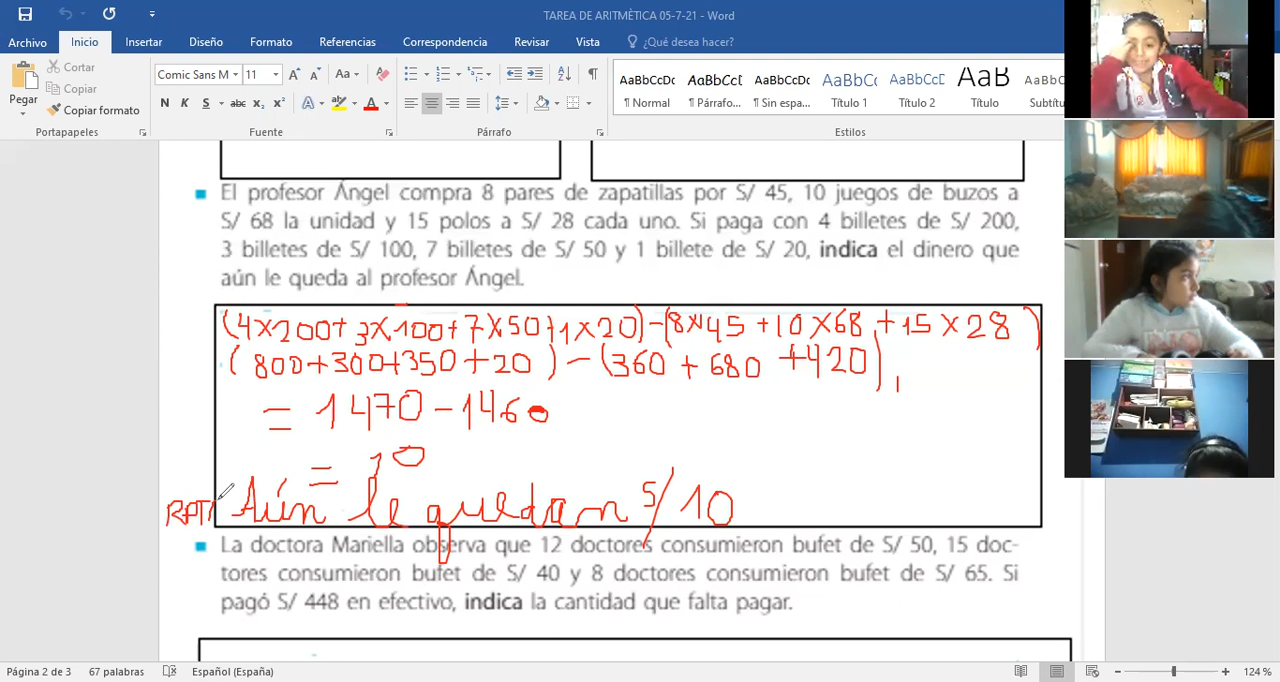 TAREA DE ARITMÈTICA 05-7-21 - Word
Archivo Inicio Insertar Diseño Formato Referencias Correspondencia Revisar Vista ¿Qué desea hacer?
Pegar
Cortar
Copiar
Copiar formato
Portapapeles
Comic Sans M 11
N K S abc x₂ x²
Fuente
Párrafo
AaBbCcDc AaBbCcL AaBbCcDc AaBbC AaBbCcD AaB AaBbC
¶ Normal ¶ Párrafo... ¶ Sin espa... Título 1 Título 2 Título Subtítu
Estilos
El profesor Ángel compra 8 pares de zapatillas por S/ 45, 10 juegos de buzos a
S/ 68 la unidad y 15 polos a S/ 28 cada uno. Si paga con 4 billetes de S/ 200,
3 billetes de S/ 100, 7 billetes de S/ 50 y 1 billete de S/ 20, indica el dinero que
aún le queda al profesor Ángel.
(4x200+3x100+7x50+1x20)-(8x45+10x68+15x28)
(800+300+350+20)-(360+680+420)
= 1470-1460
= 10
RPT Aún le quedan S/10
La doctora Mariella observa que 12 doctores consumieron bufet de S/ 50, 15 doc-
tores consumieron bufet de S/ 40 y 8 doctores consumieron bufet de S/ 65. Si
pagó S/ 448 en efectivo, indica la cantidad que falta pagar.
Página 2 de 3 67 palabras Español (España) 124 %